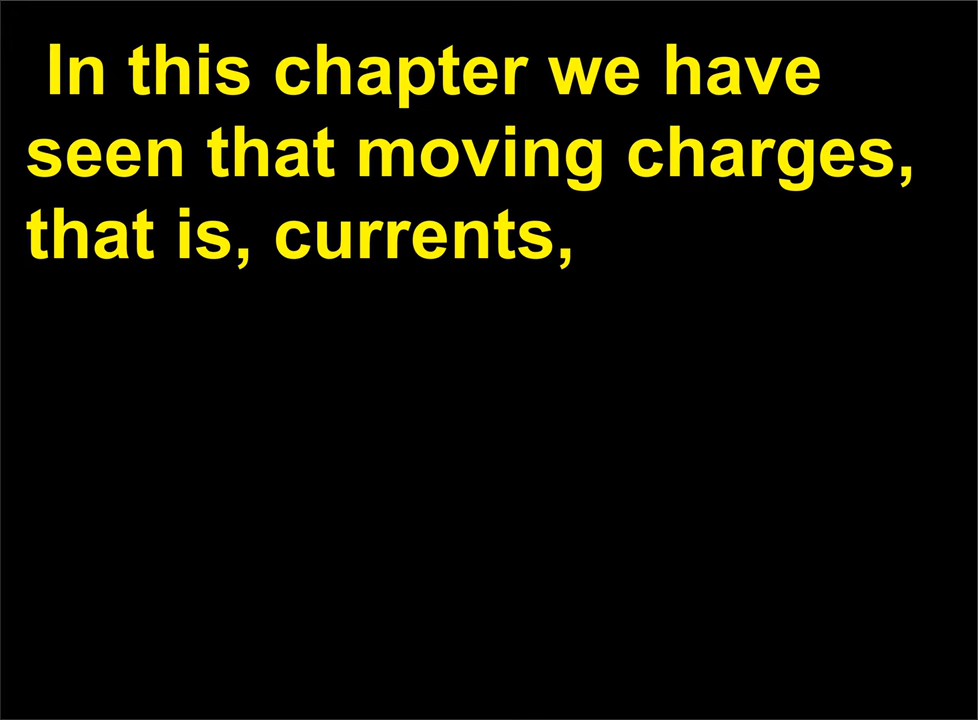 In this chapter we have
seen that moving charges,
that is, currents,